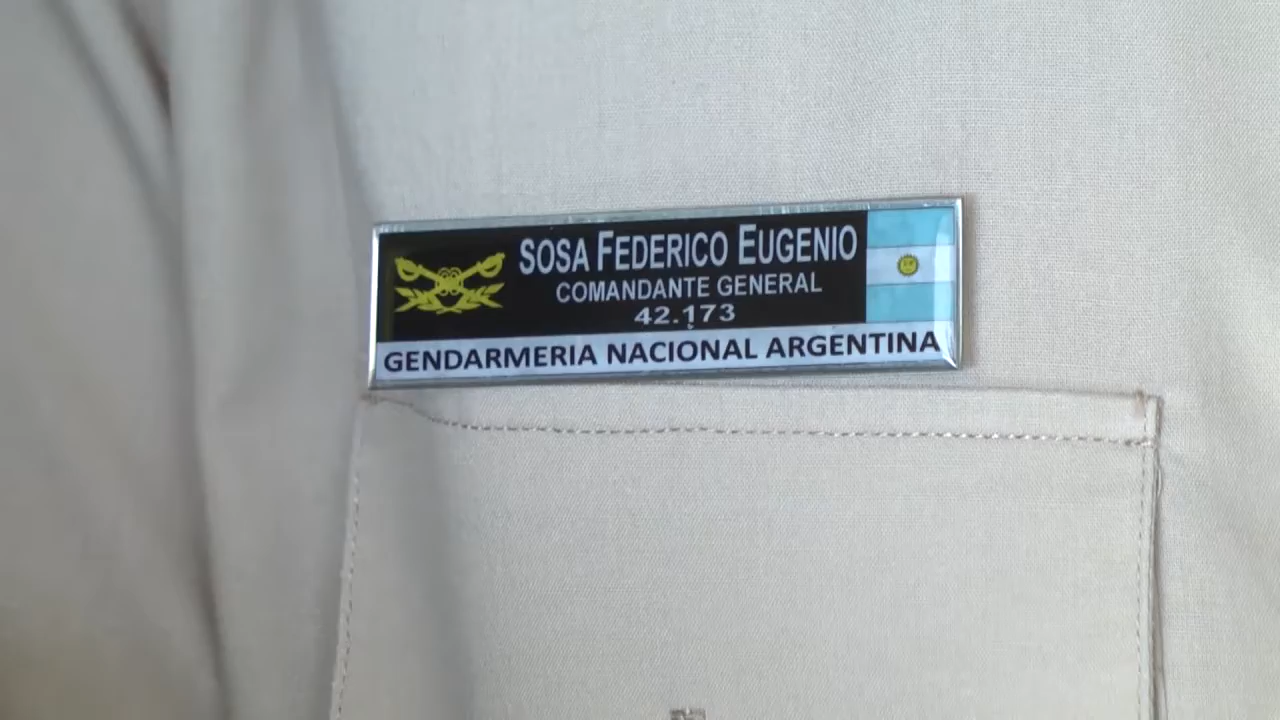 SOSA FEDERICO EUGENIO
COMANDANTE GENERAL
42.173
GENDARMERIA NACIONAL ARGENTINA